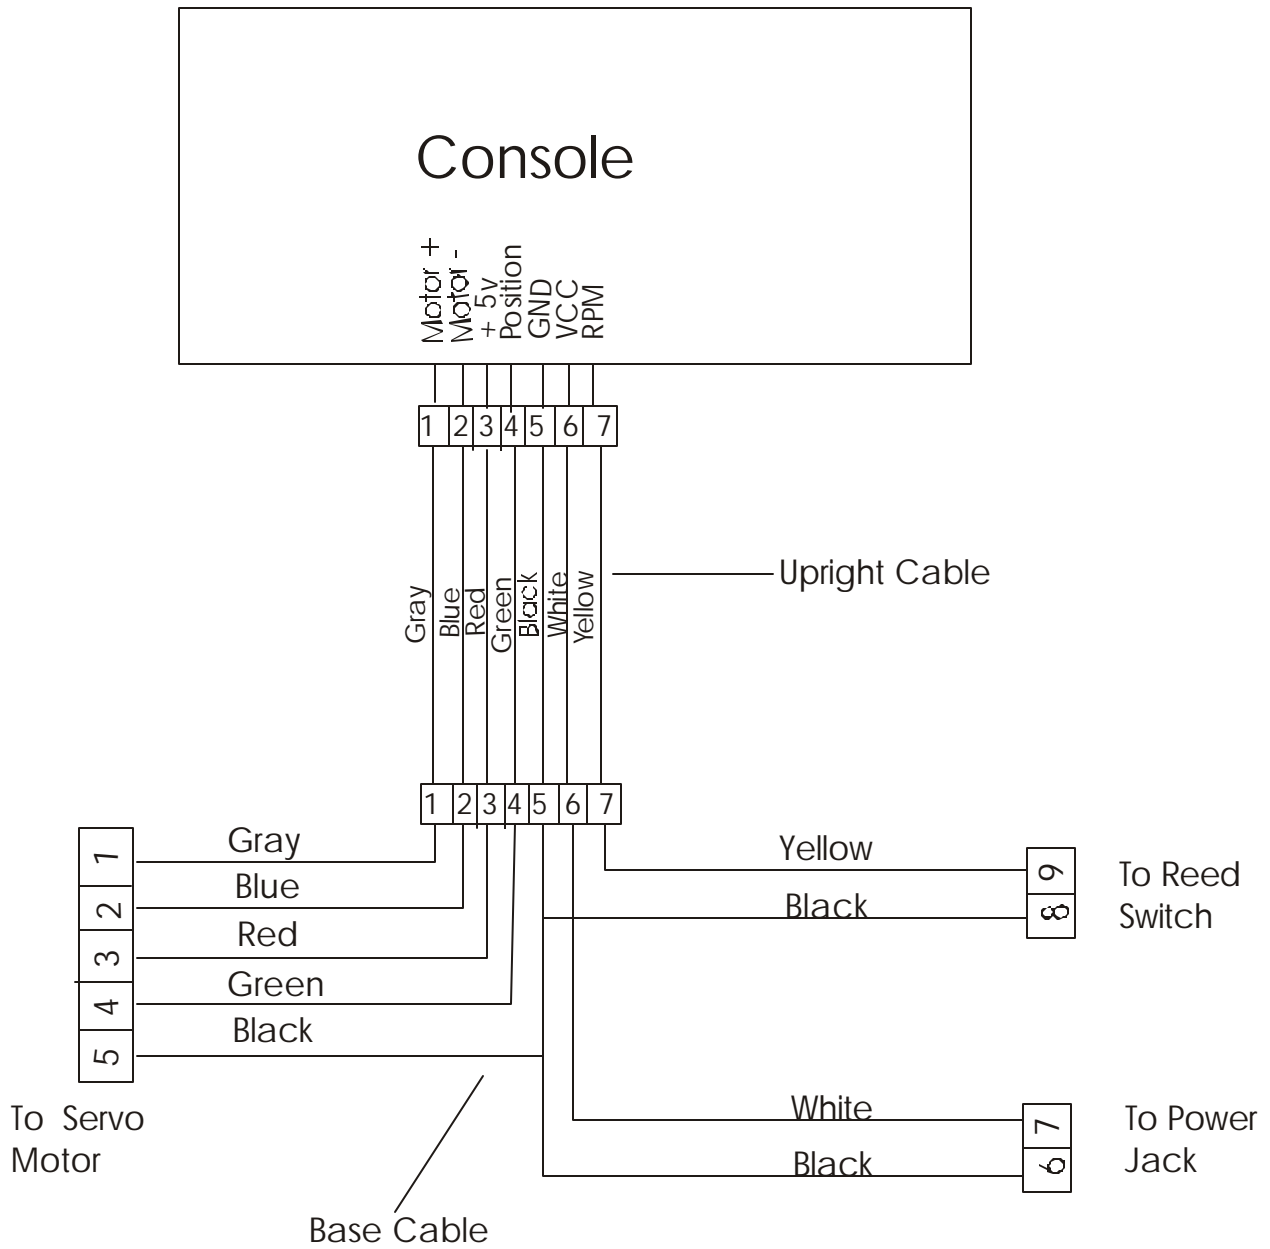 Console
Motor +
Motor -
+ 5v
Position
GND
VCC
RPM
1 2 3 4 5 6 7
Upright Cable
Gray
Blue
Red
Green
Black
White
Yellow
1 2 3 4 5 6 7
1
2
3
4
5
Gray
Blue
Red
Green
Black
To Servo
Motor
Yellow
Black
9
8
To Reed
Switch
White
Black
7
6
To Power
Jack
Base Cable